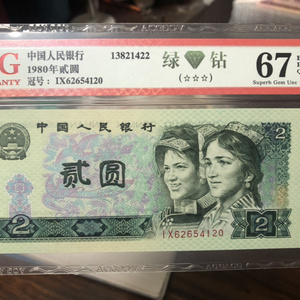 G
RANTY
中国人民银行
1980年贰圆
冠号：IX62654120
13821422
绿 钻
(☆☆☆)
67
Superb Gem Unc
中国人民银行
贰圆
2
2
IX62654120